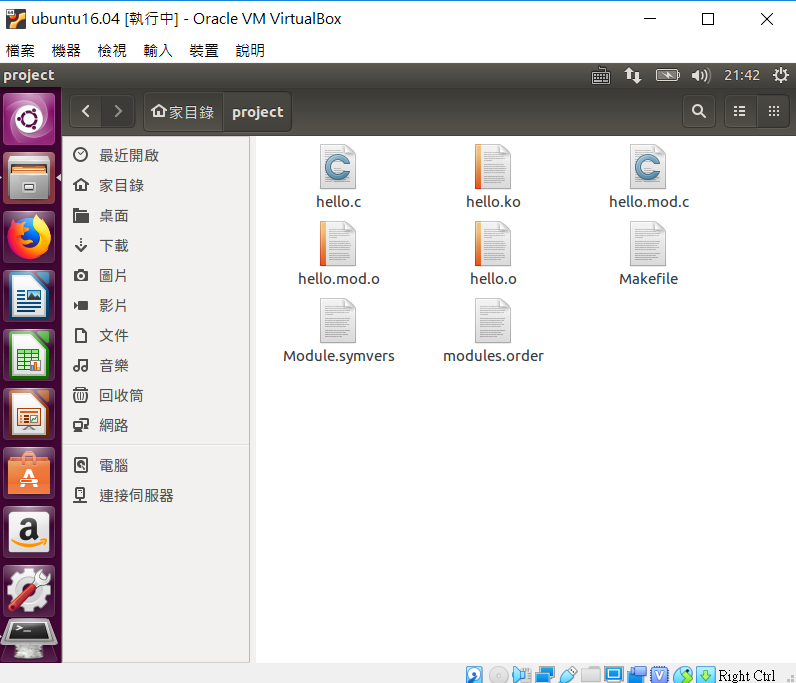 ubuntu16.04 [執行中] - Oracle VM VirtualBox
檔案 機器 檢視 輸入 裝置 說明
project 21:42
家目錄 project
最近開啟
家目錄
桌面
下載
圖片
影片
文件
音樂
回收筒
網路
電腦
連接伺服器
hello.c hello.ko hello.mod.c
hello.mod.o hello.o Makefile
Module.symvers modules.order
Right Ctrl